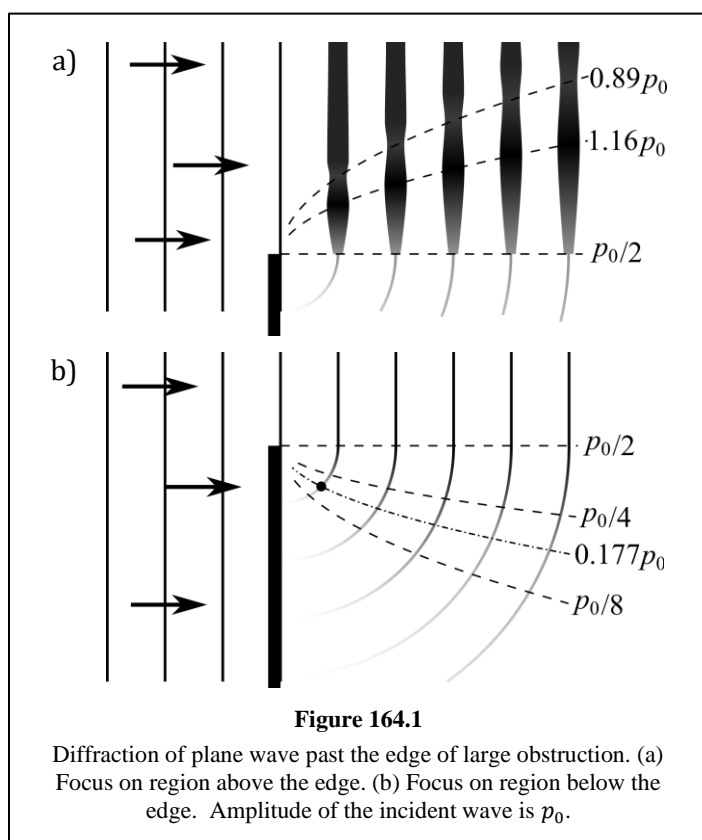 a)
0.89p₀
1.16p₀
p₀/2
b)
p₀/2
p₀/4
0.177p₀
p₀/8
Figure 164.1
Diffraction of plane wave past the edge of large obstruction. (a)
Focus on region above the edge. (b) Focus on region below the
edge. Amplitude of the incident wave is p₀.